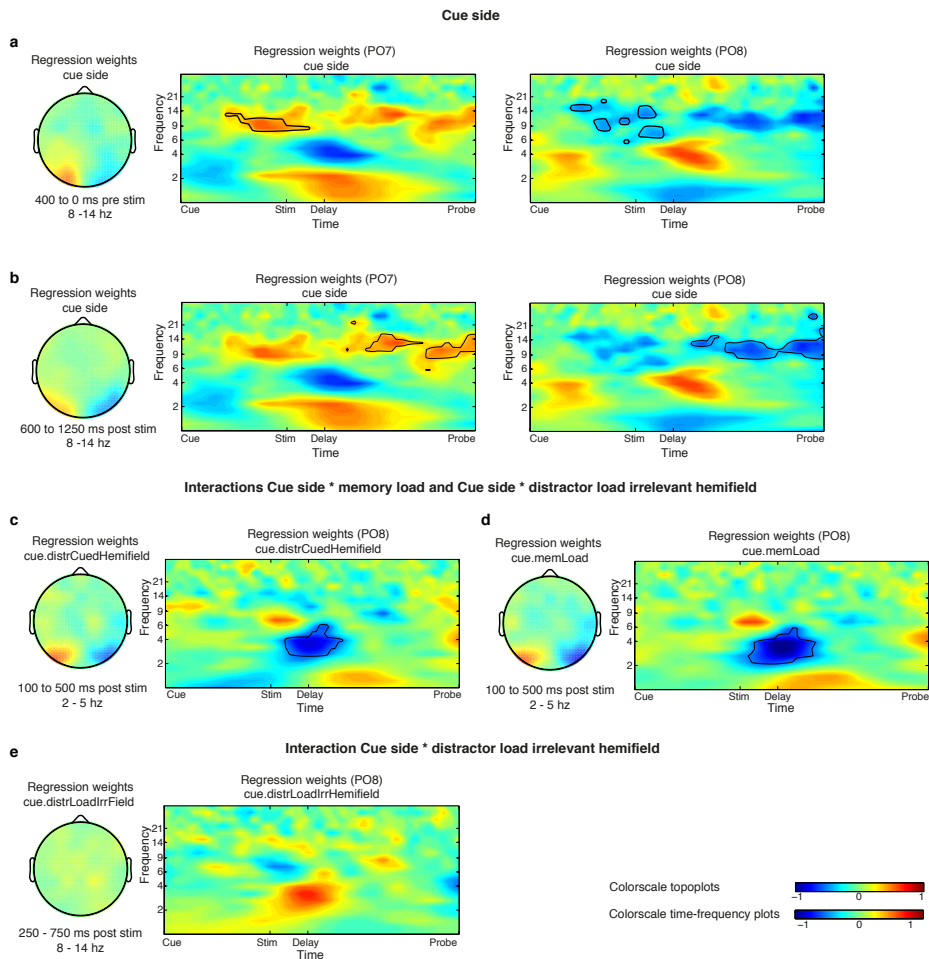 Cue side
a
Regression weights
cue side
400 to 0 ms pre stim
8 -14 hz
Regression weights (PO7)
cue side
Frequency
21
14
9
6
4
2
Cue Stim Delay Probe
Time
Regression weights (PO8)
cue side
Frequency
21
14
9
6
4
2
Cue Stim Delay Probe
Time
b
Regression weights
cue side
600 to 1250 ms post stim
8 -14 hz
Regression weights (PO7)
cue side
Frequency
21
14
9
6
4
2
Cue Stim Delay Probe
Time
Regression weights (PO8)
cue side
Frequency
21
14
9
6
4
2
Cue Stim Delay Probe
Time
Interactions Cue side * memory load and Cue side * distractor load irrelevant hemifield
c
Regression weights
cue.distrCuedHemifield
100 to 500 ms post stim
2 - 5 hz
Regression weights (PO8)
cue.distrCuedHemifield
Frequency
21
14
9
6
4
2
Cue Stim Delay Probe
Time
d
Regression weights
cue.memLoad
100 to 500 ms post stim
2 - 5 hz
Regression weights (PO8)
cue.memLoad
Frequency
21
14
9
6
4
2
Cue Stim Delay Probe
Time
Interaction Cue side * distractor load irrelevant hemifield
e
Regression weights
cue.distrLoadIrrField
250 - 750 ms post stim
8 - 14 hz
Regression weights (PO8)
cue.distrLoadIrrHemifield
Frequency
21
14
9
6
4
2
Cue Stim Delay Probe
Time
Colorscale topoplots
−1 0 1
Colorscale time-frequency plots
−1 0 1